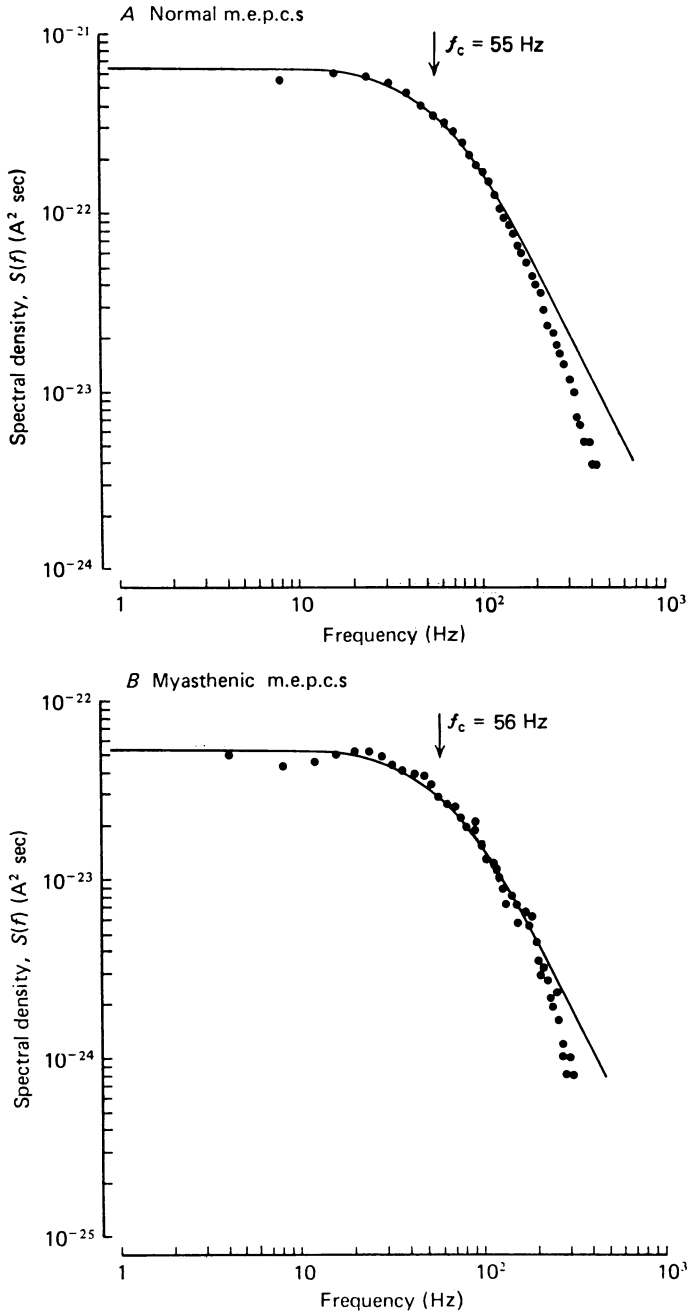 A Normal m.e.p.c.s
f_c = 55 Hz
Spectral density, S(f) (A² sec)
10⁻²¹
10⁻²²
10⁻²³
10⁻²⁴
1 10 10² 10³
Frequency (Hz)
B Myasthenic m.e.p.c.s
f_c = 56 Hz
Spectral density, S(f) (A² sec)
10⁻²²
10⁻²³
10⁻²⁴
10⁻²⁵
1 10 10² 10³
Frequency (Hz)